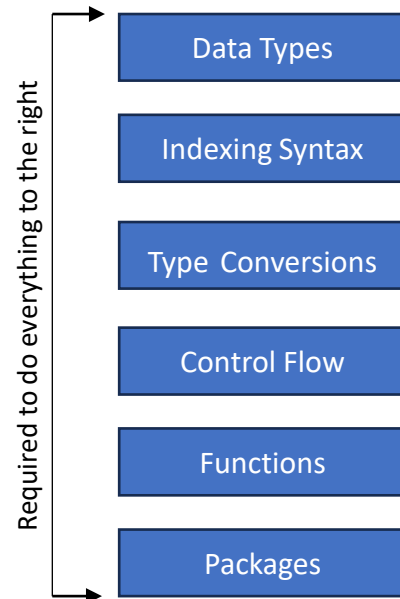 Required to do everything to the right
Data Types
Indexing Syntax
Type Conversions
Control Flow
Functions
Packages